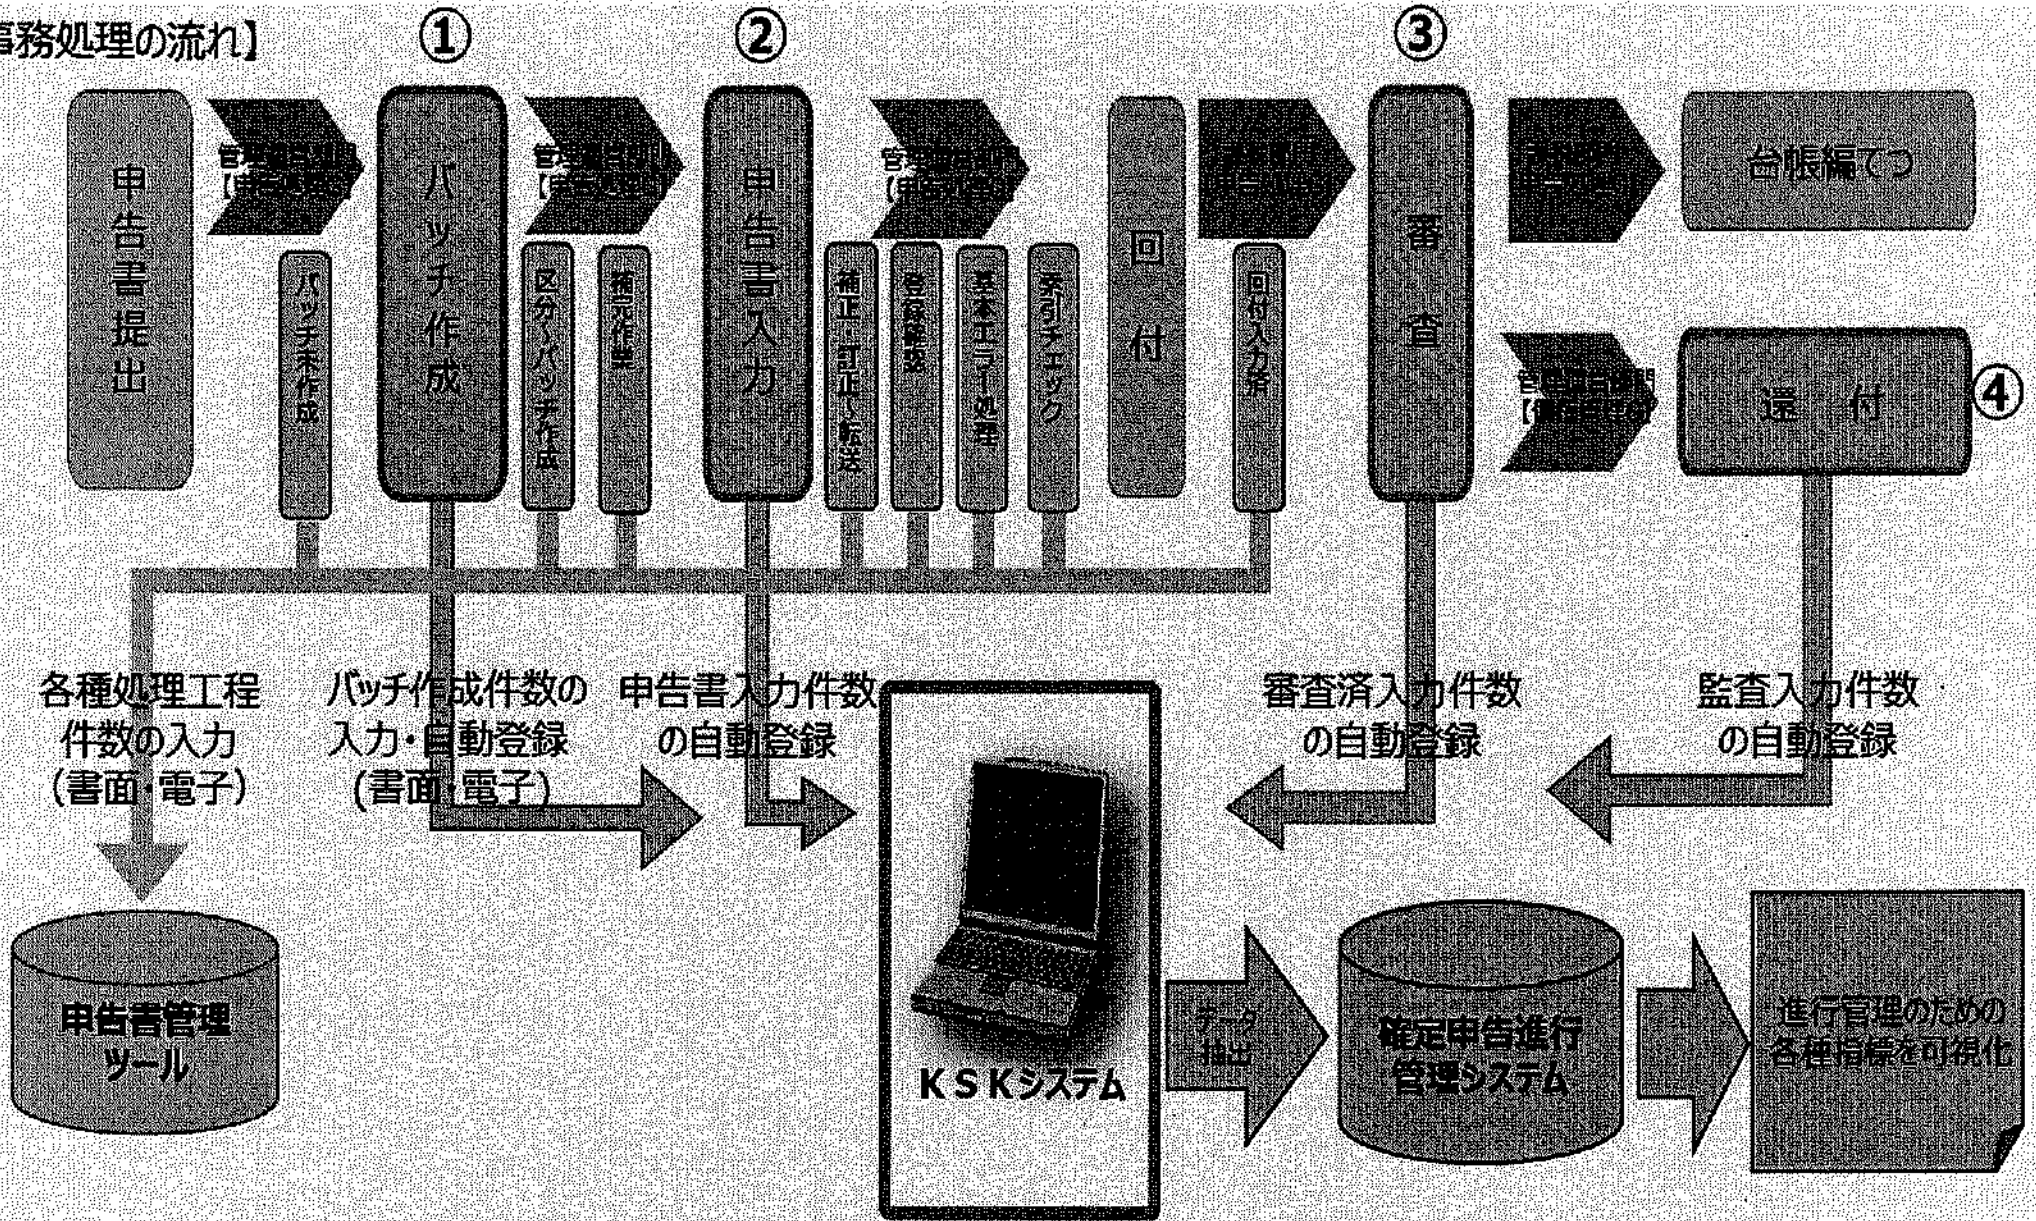 事務処理の流れ】
①
②
③
申告書提出
バッチ作成
申告書入力
回付
審査
台帳編てつ
バッチ未作成
区分～バッチ作成
補完作業
補正・訂正～転送
登録確認
基本エラー処理
索引チェック
回付入力済
還付
④
各種処理工程
件数の入力
（書面・電子）
バッチ作成件数の
入力・自動登録
(書面・電子)
申告書入力件数
の自動登録
審査済入力件数
の自動登録
監査入力件数
の自動登録
申告書管理
ツール
ＫＳＫシステム
データ
抽出
確定申告進行
管理システム
進行管理のための
各種指標を可視化